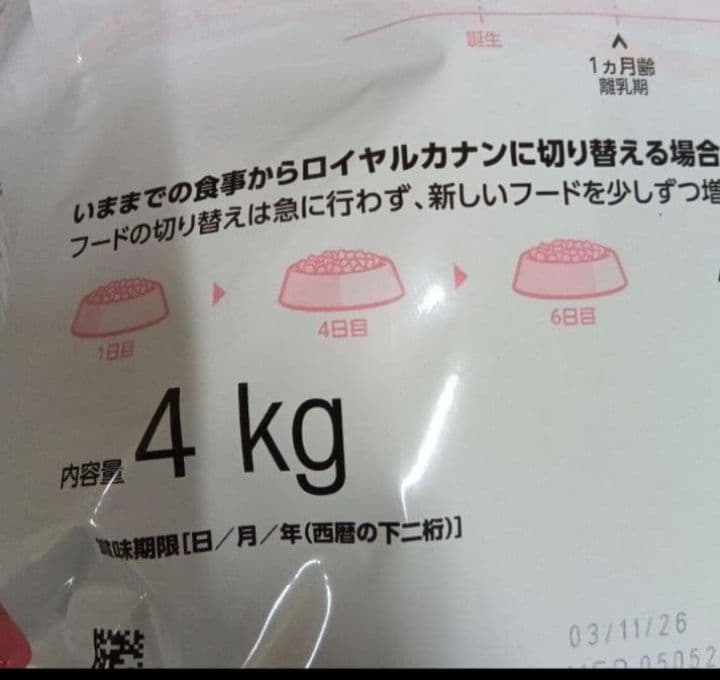 誕生
1ヵ月齢
離乳期
いままでの食事からロイヤルカナンに切り替える場合
フードの切り替えは急に行わず、新しいフードを少しずつ増
1日目
4日目
6日目
内容量 4 kg
賞味期限[日/月/年(西暦の下二桁)]
03/11/26
05052